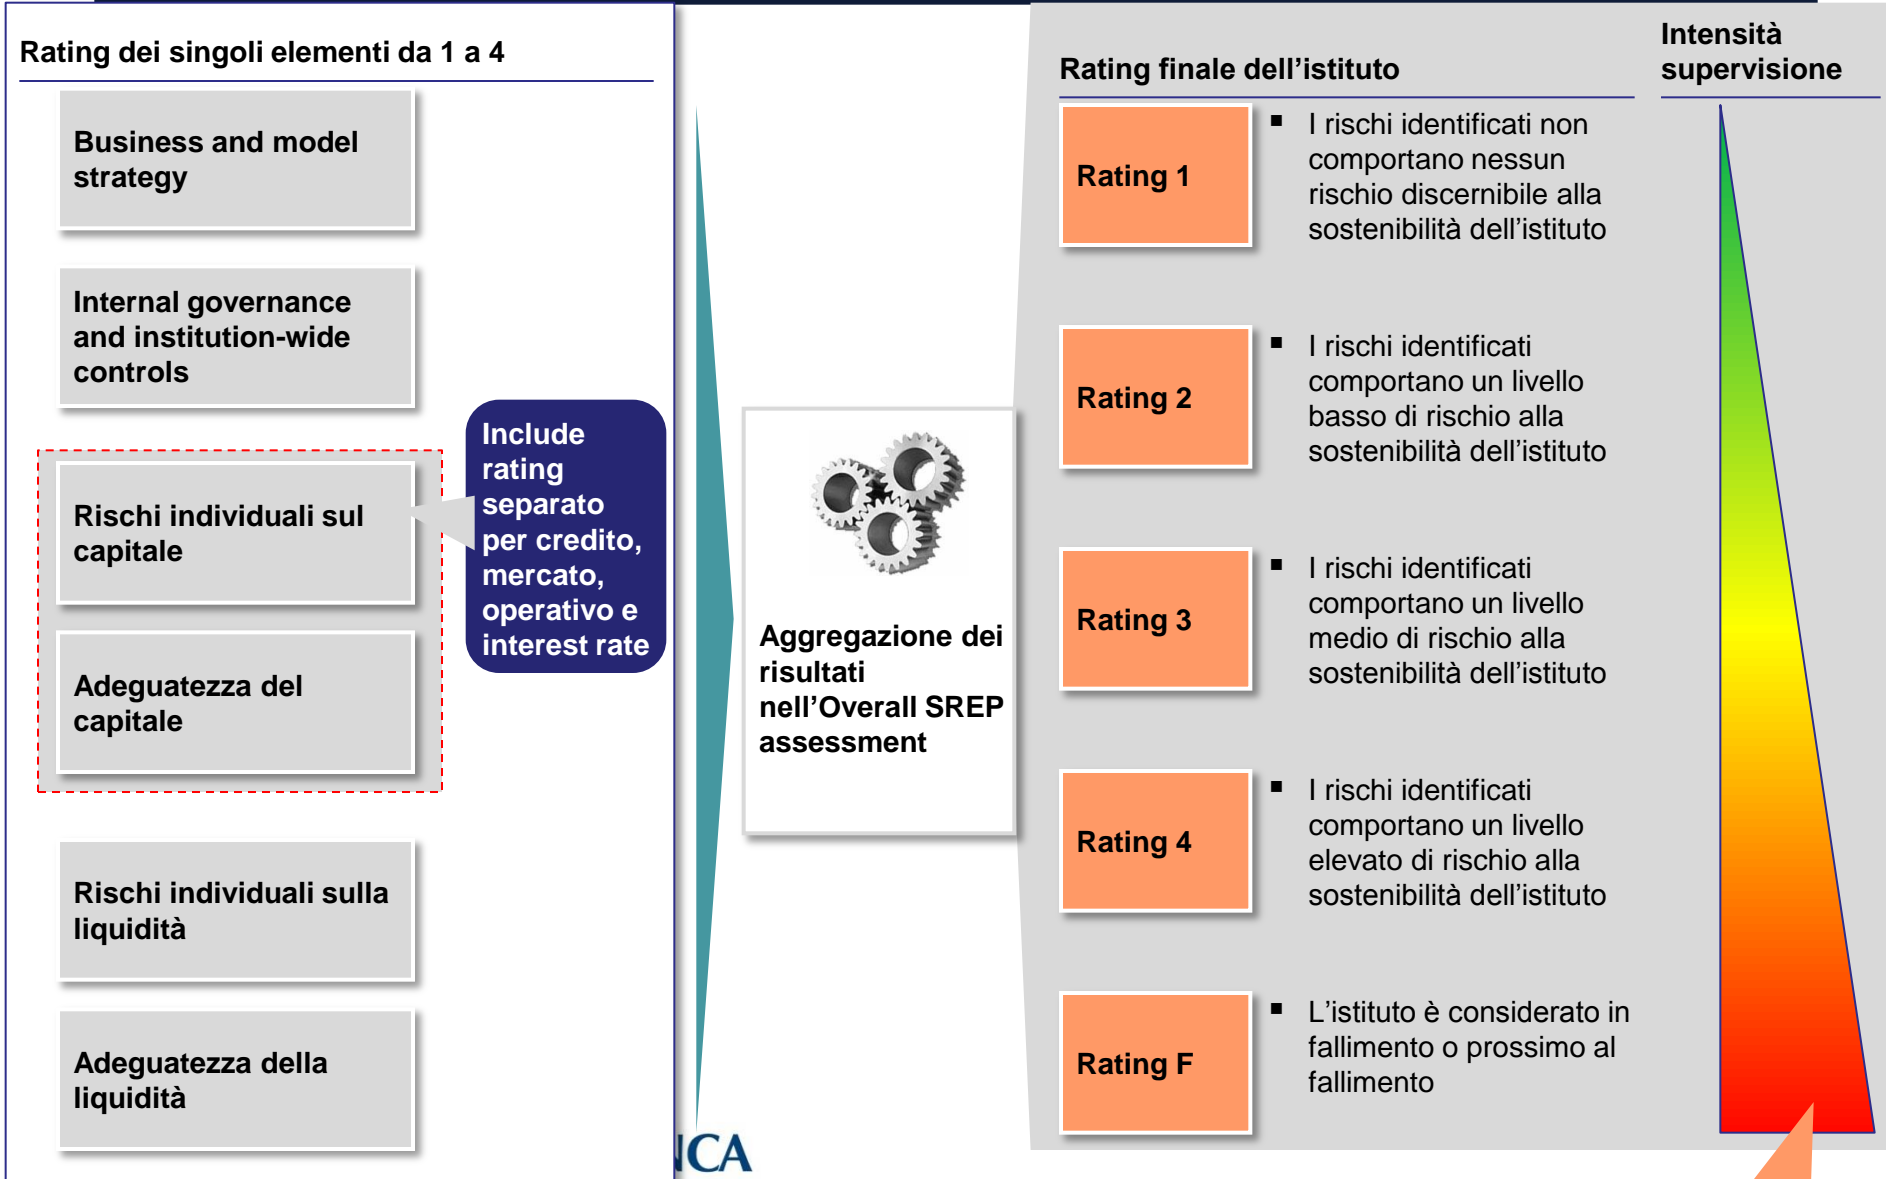 Rating dei singoli elementi da 1 a 4
Business and model
strategy
Internal governance
and institution-wide
controls
Rischi individuali sul
capitale
Adeguatezza del
capitale
Rischi individuali sulla
liquidità
Adeguatezza della
liquidità
Include
rating
separato
per credito,
mercato,
operativo e
interest rate
Aggregazione dei
risultati
nell’Overall SREP
assessment
Rating finale dell’istituto
Rating 1
▪ I rischi identificati non
comportano nessun
rischio discernibile alla
sostenibilità dell’istituto
Rating 2
▪ I rischi identificati
comportano un livello
basso di rischio alla
sostenibilità dell’istituto
Rating 3
▪ I rischi identificati
comportano un livello
medio di rischio alla
sostenibilità dell’istituto
Rating 4
▪ I rischi identificati
comportano un livello
elevato di rischio alla
sostenibilità dell’istituto
Rating F
▪ L’istituto è considerato in
fallimento o prossimo al
fallimento
Intensità
supervisione